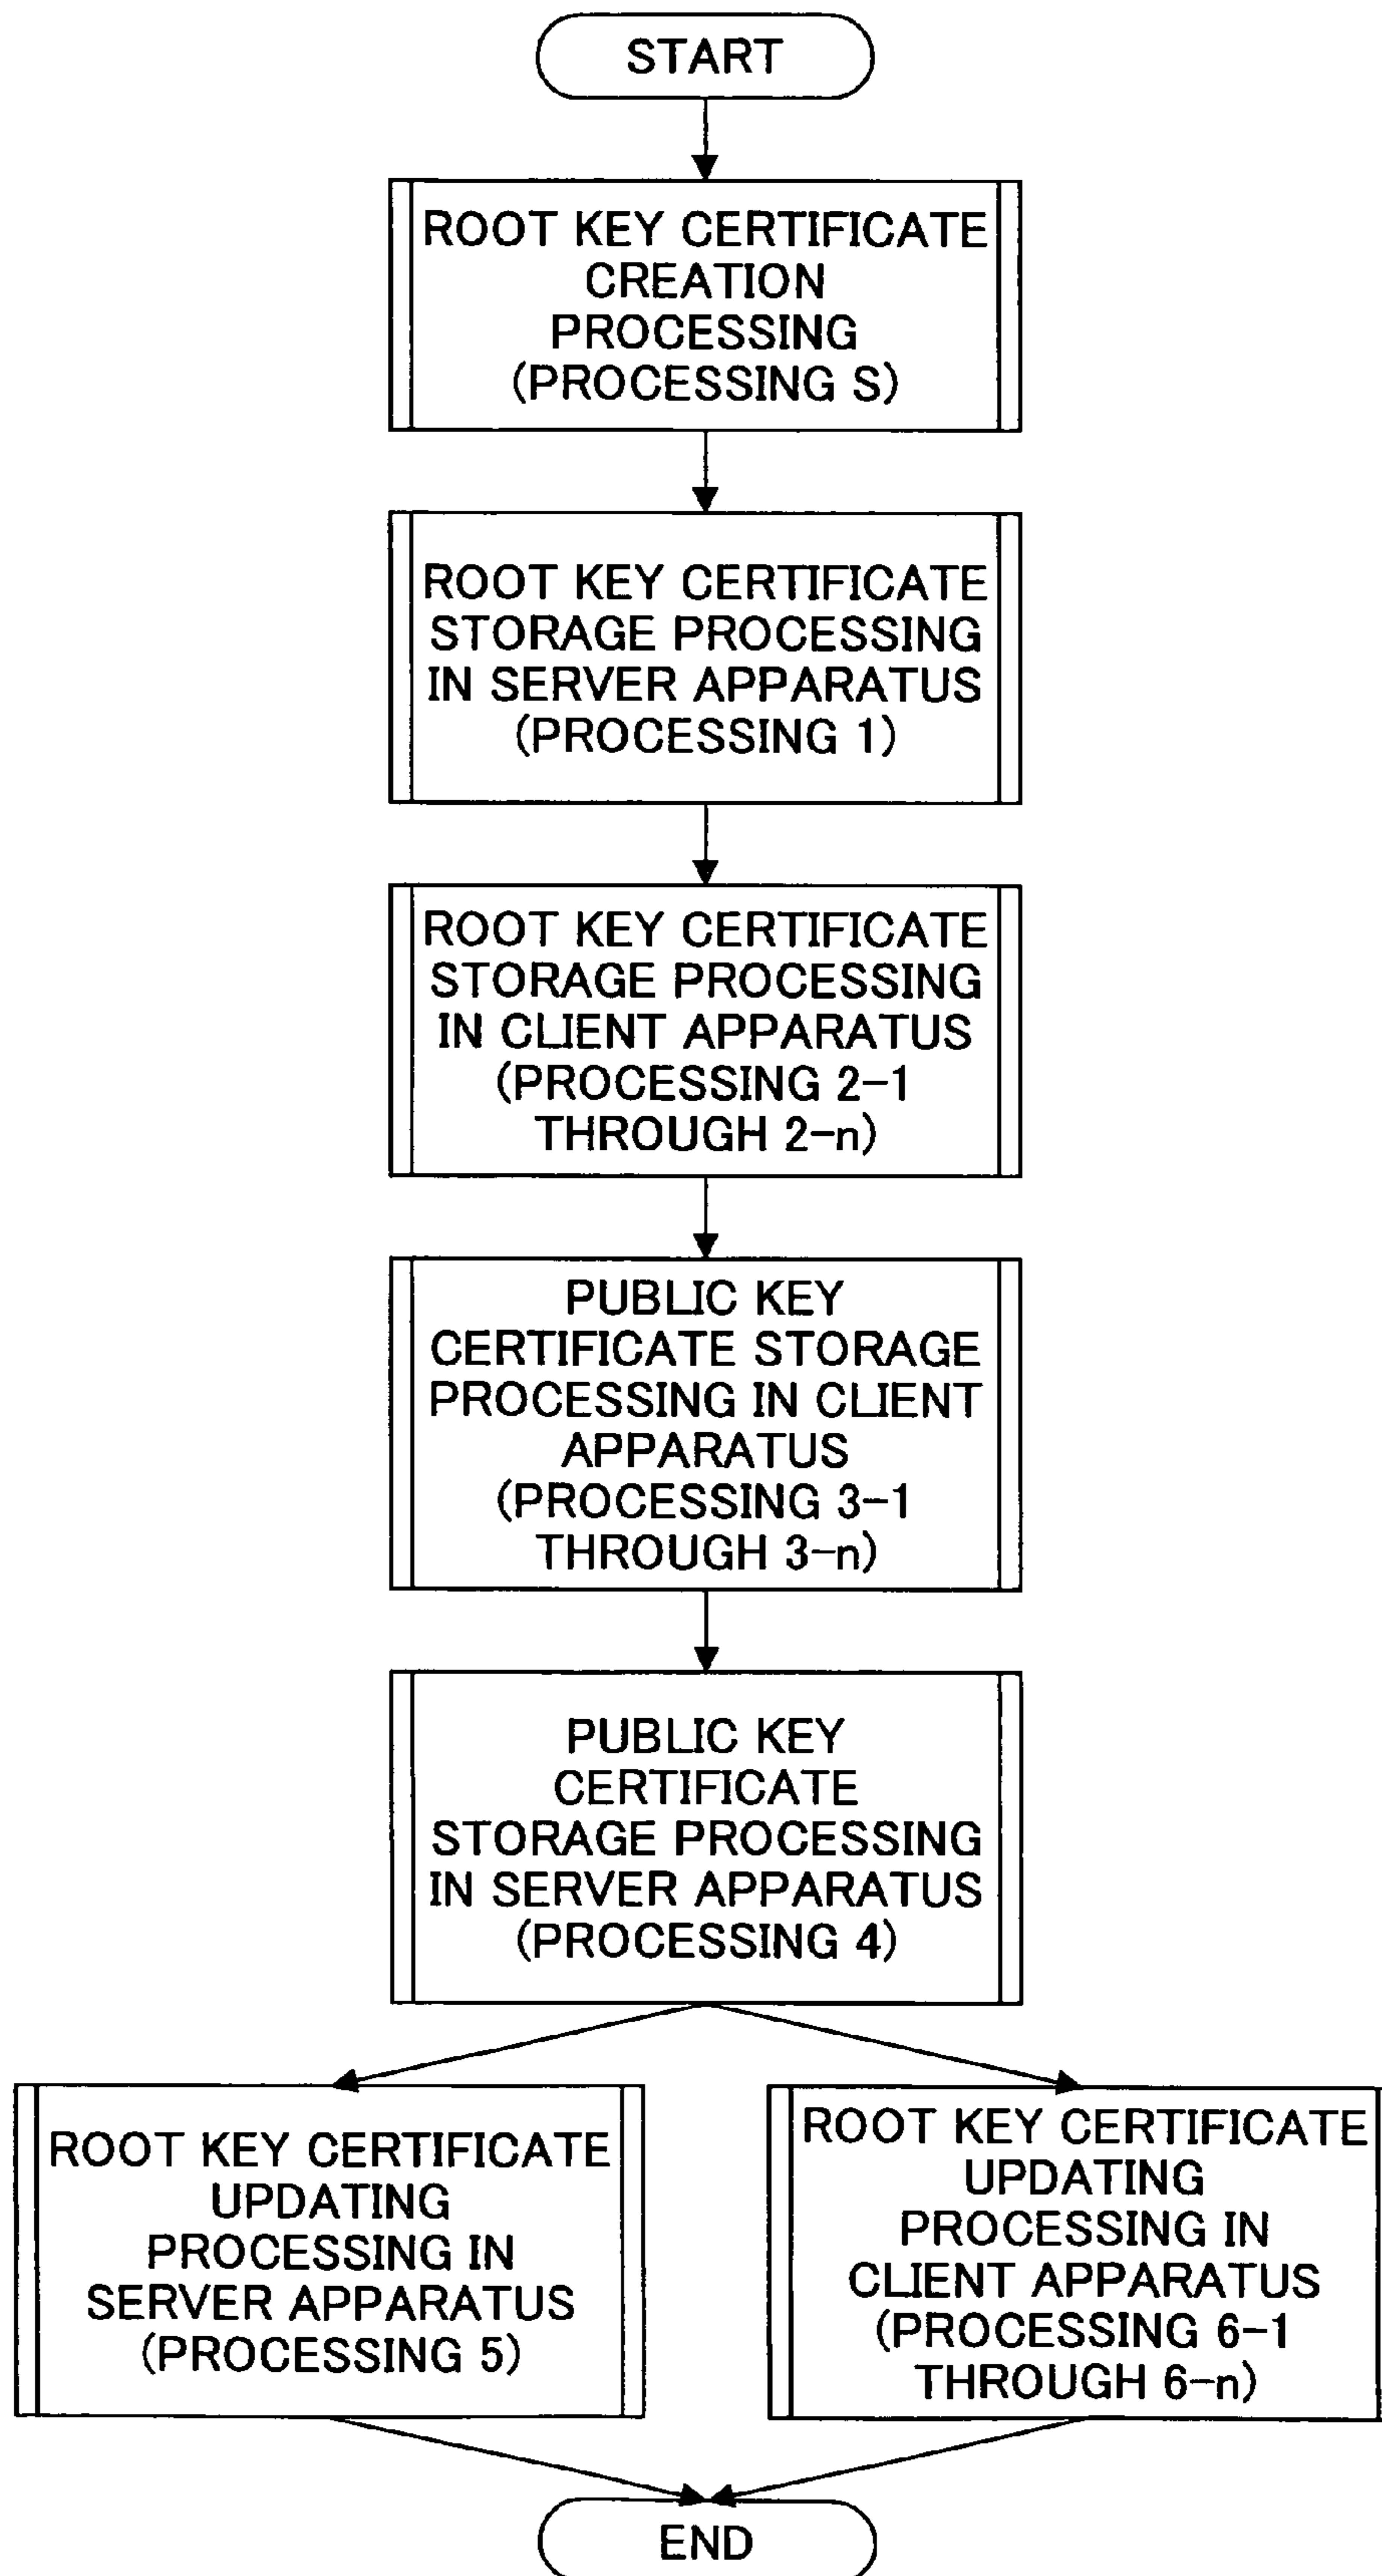 START
ROOT KEY CERTIFICATE
CREATION
PROCESSING
(PROCESSING S)
ROOT KEY CERTIFICATE
STORAGE PROCESSING
IN SERVER APPARATUS
(PROCESSING 1)
ROOT KEY CERTIFICATE
STORAGE PROCESSING
IN CLIENT APPARATUS
(PROCESSING 2-1
THROUGH 2-n)
PUBLIC KEY
CERTIFICATE STORAGE
PROCESSING IN CLIENT
APPARATUS
(PROCESSING 3-1
THROUGH 3-n)
PUBLIC KEY
CERTIFICATE
STORAGE PROCESSING
IN SERVER APPARATUS
(PROCESSING 4)
ROOT KEY CERTIFICATE
UPDATING
PROCESSING IN
SERVER APPARATUS
(PROCESSING 5)
ROOT KEY CERTIFICATE
UPDATING
PROCESSING IN
CLIENT APPARATUS
(PROCESSING 6-1
THROUGH 6-n)
END